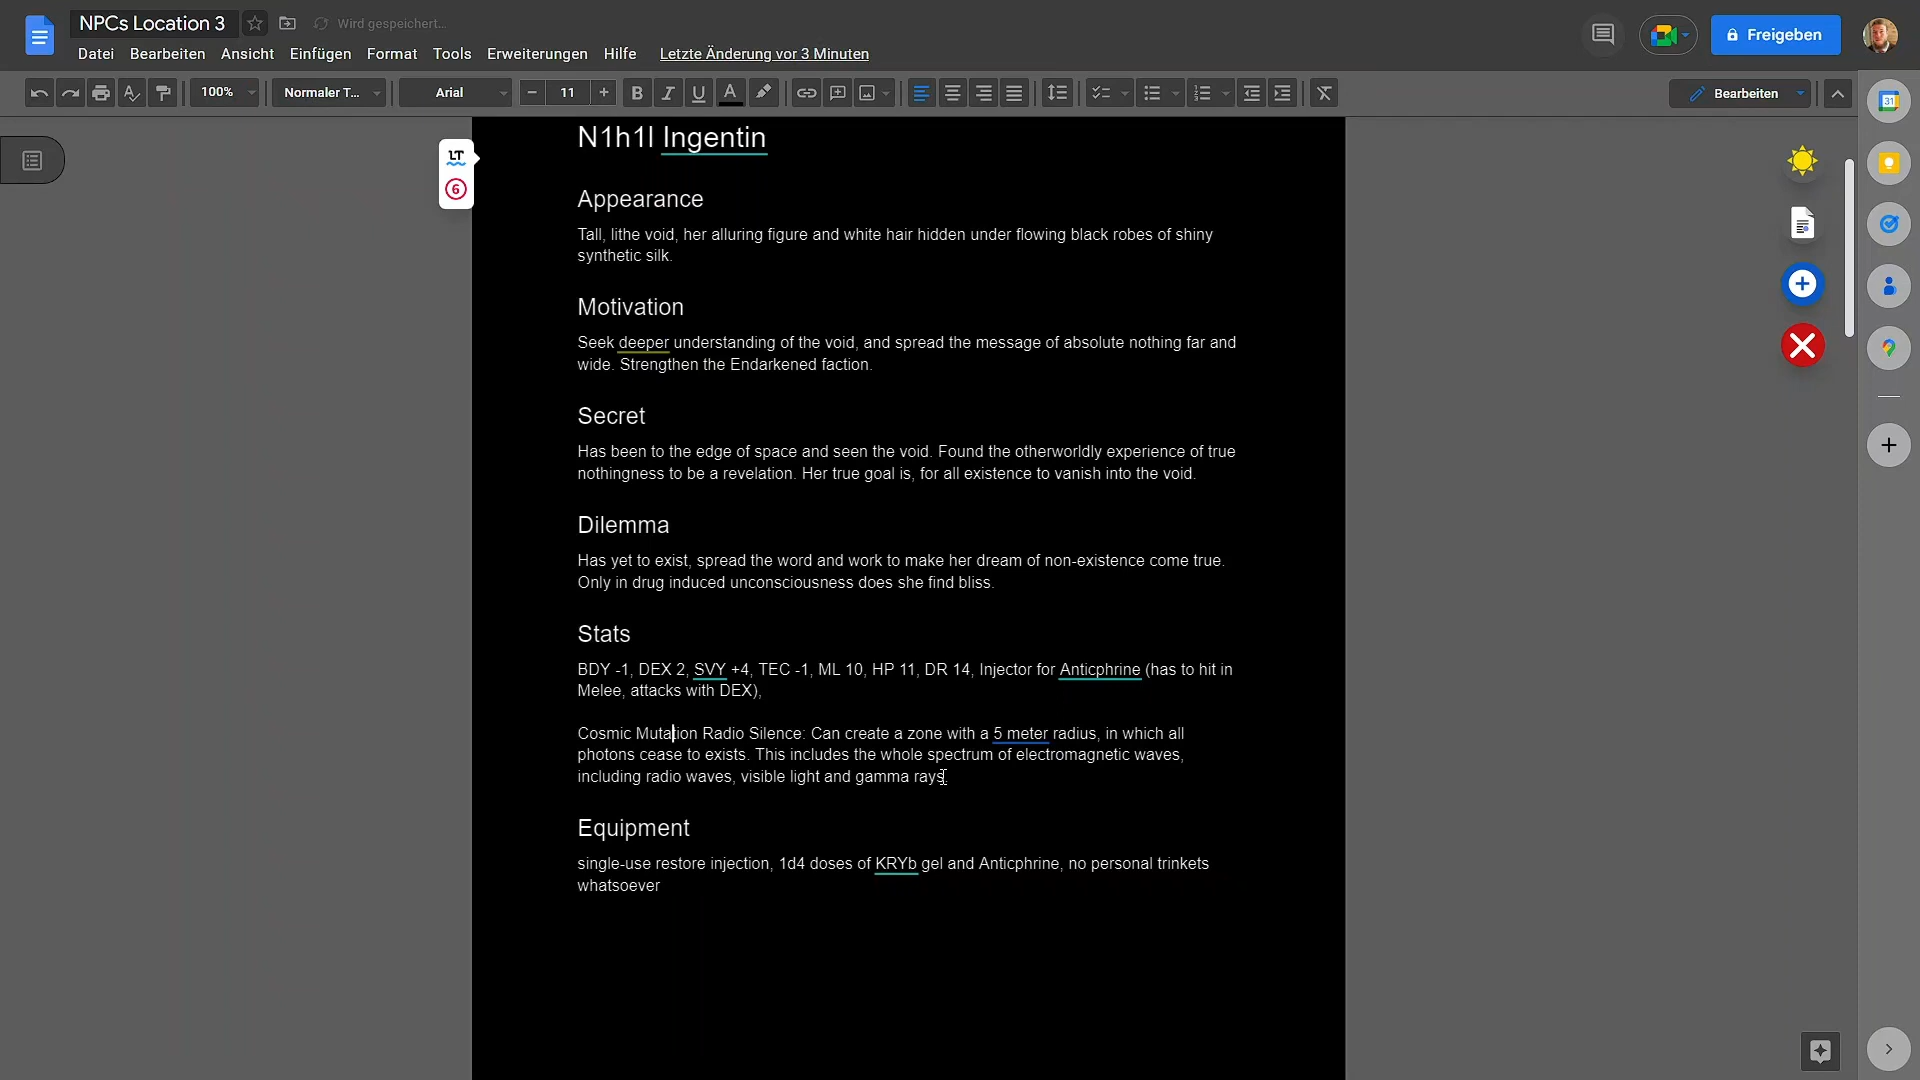 NPCs Location 3
Wird gespeichert...
Datei Bearbeiten Ansicht Einfügen Format Tools Erweiterungen Hilfe Letzte Änderung vor 3 Minuten
Freigeben
100% Normaler T... Arial 11
Bearbeiten
31
LT
6
N1h1l Ingentin
Appearance
Tall, lithe void, her alluring figure and white hair hidden under flowing black robes of shiny
synthetic silk.
Motivation
Seek deeper understanding of the void, and spread the message of absolute nothing far and
wide. Strengthen the Endarkened faction.
Secret
Has been to the edge of space and seen the void. Found the otherworldly experience of true
nothingness to be a revelation. Her true goal is, for all existence to vanish into the void.
Dilemma
Has yet to exist, spread the word and work to make her dream of non-existence come true.
Only in drug induced unconsciousness does she find bliss.
Stats
BDY -1, DEX 2, SVY +4, TEC -1, ML 10, HP 11, DR 14, Injector for Anticphrine (has to hit in
Melee, attacks with DEX),
Cosmic Mutation Radio Silence: Can create a zone with a 5 meter radius, in which all
photons cease to exists. This includes the whole spectrum of electromagnetic waves,
including radio waves, visible light and gamma rays.
Equipment
single-use restore injection, 1d4 doses of KRYb gel and Anticphrine, no personal trinkets
whatsoever